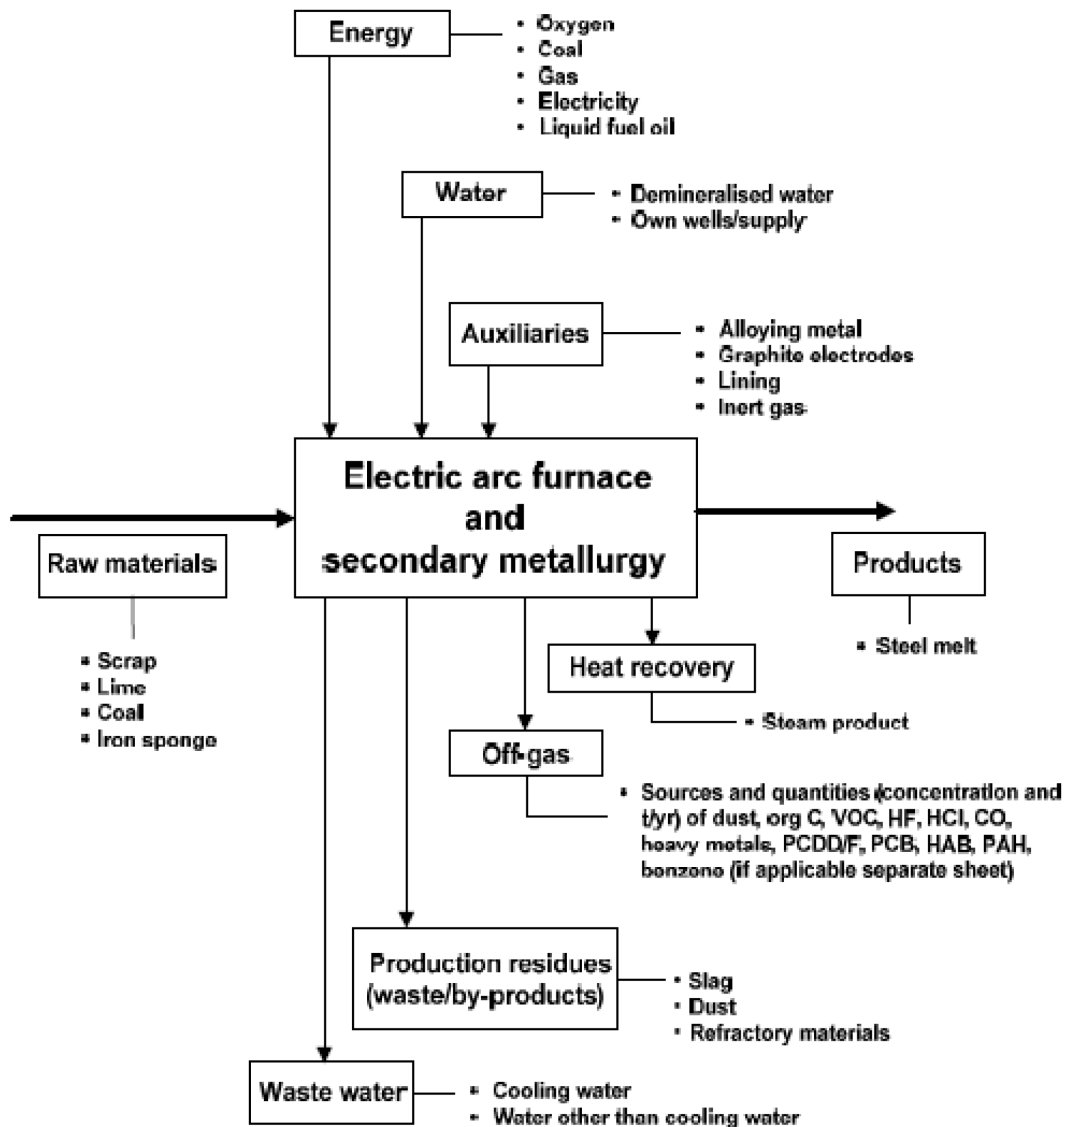 Energy
• Oxygen
• Coal
• Gas
• Electricity
• Liquid fuel oil
Water
• Demineralised water
• Own wells/supply
Auxiliaries
• Alloying metal
• Graphite electrodes
• Lining
• Inert gas
Electric arc furnace
and
secondary metallurgy
Raw materials
• Scrap
• Lime
• Coal
• Iron sponge
Products
• Steel melt
Heat recovery
• Steam product
Off-gas
• Sources and quantities (concentration and
t/yr) of dust, org C, VOC, HF, HCl, CO,
heavy metals, PCDD/F, PCB, HAB, PAH,
benzene (if applicable separate sheet)
Production residues
(waste/by-products)
• Slag
• Dust
• Refractory materials
Waste water
• Cooling water
• Water other than cooling water